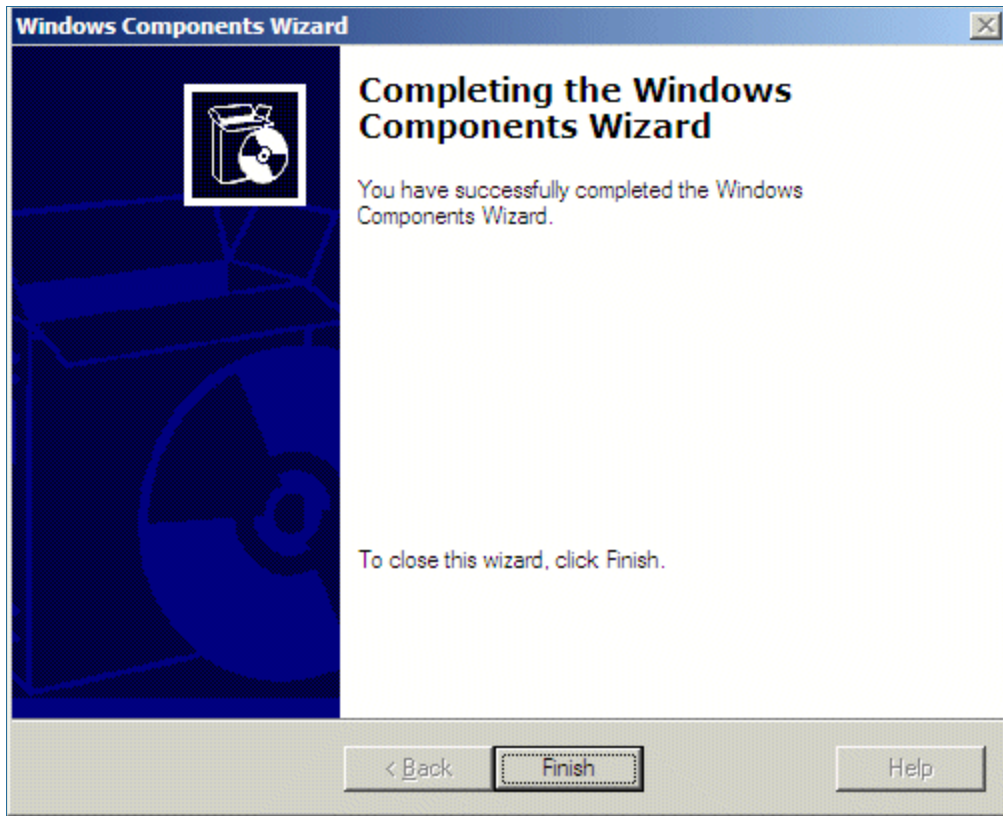 Windows Components Wizard
Completing the Windows
Components Wizard
You have successfully completed the Windows
Components Wizard.
To close this wizard, click Finish.
< Back
Finish
Help